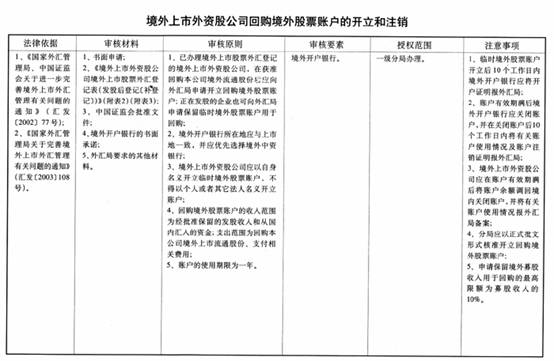 境外上市外资股公司回购境外股票账户的开立和注销
法律依据
审核材料
审核原则
审核要素
授权范围
注意事项
1、《国家外汇
管理局、中国证监
会关于进一步完
善境外上市外汇
管理有关问题的
通知》（汇发
[2002] 77 号）；
2、《国家外汇管
理局关于完善境
外上市外汇管理
有关问题的通知》
（汇发[2003]108
号）。
1、书面申请；
2、《境外上市外资股公
司境外上市股票外汇登
记表（发股后登记（补登
记））》（附表2）（附表3）；
3、中国证监会批准文
件；
4、境外开户银行的书面
承诺；
5、外汇局要求的其他材
料。
1、已办理境外上市股票外汇登记
的境外上市外资股公司，在获准
回购本公司境外流通股份后应向
外汇局申请开立回购境外股票账
户；正在发股的企业也可向外汇局
申请保留临时境外股票账户用于
回购；
2、境外开户银行所在地应与上市
地一致，并应优先选择境外中资
银行；
3、境外上市外资股公司应以自身
名义开立临时境外股票账户，不
得以个人或者其它法人名义开立
账户；
4、回购境外股票账户的收入范围
为经批准保留的发股收入和从国
内汇入的资金；支出范围为回购本
公司境外上市流通股份、支付相
关费用；
5、账户的使用期限为一年。
境外开户银行。
一级分局办理。
1、临时境外股票账户
开立后 10 个工作日内
境外开户银行应将开
户证明报外汇局；
2、账户有效期满后境
外开户银行应关闭账
户，并在关闭账户后10
个工作日内将有关账
户使用情况及账户注
销证明报外汇局；
3、境外上市外资股公
司应在账户有效期满
后将账户余额调回境
内关闭账户，并将有关
账户使用情况报外汇
局备案；
4、分局应以正式批文
形式核准开立回购境
外股票账户；
5、申请保留境外募股
收入用于回购的最高
限额为募股收入的
10%。